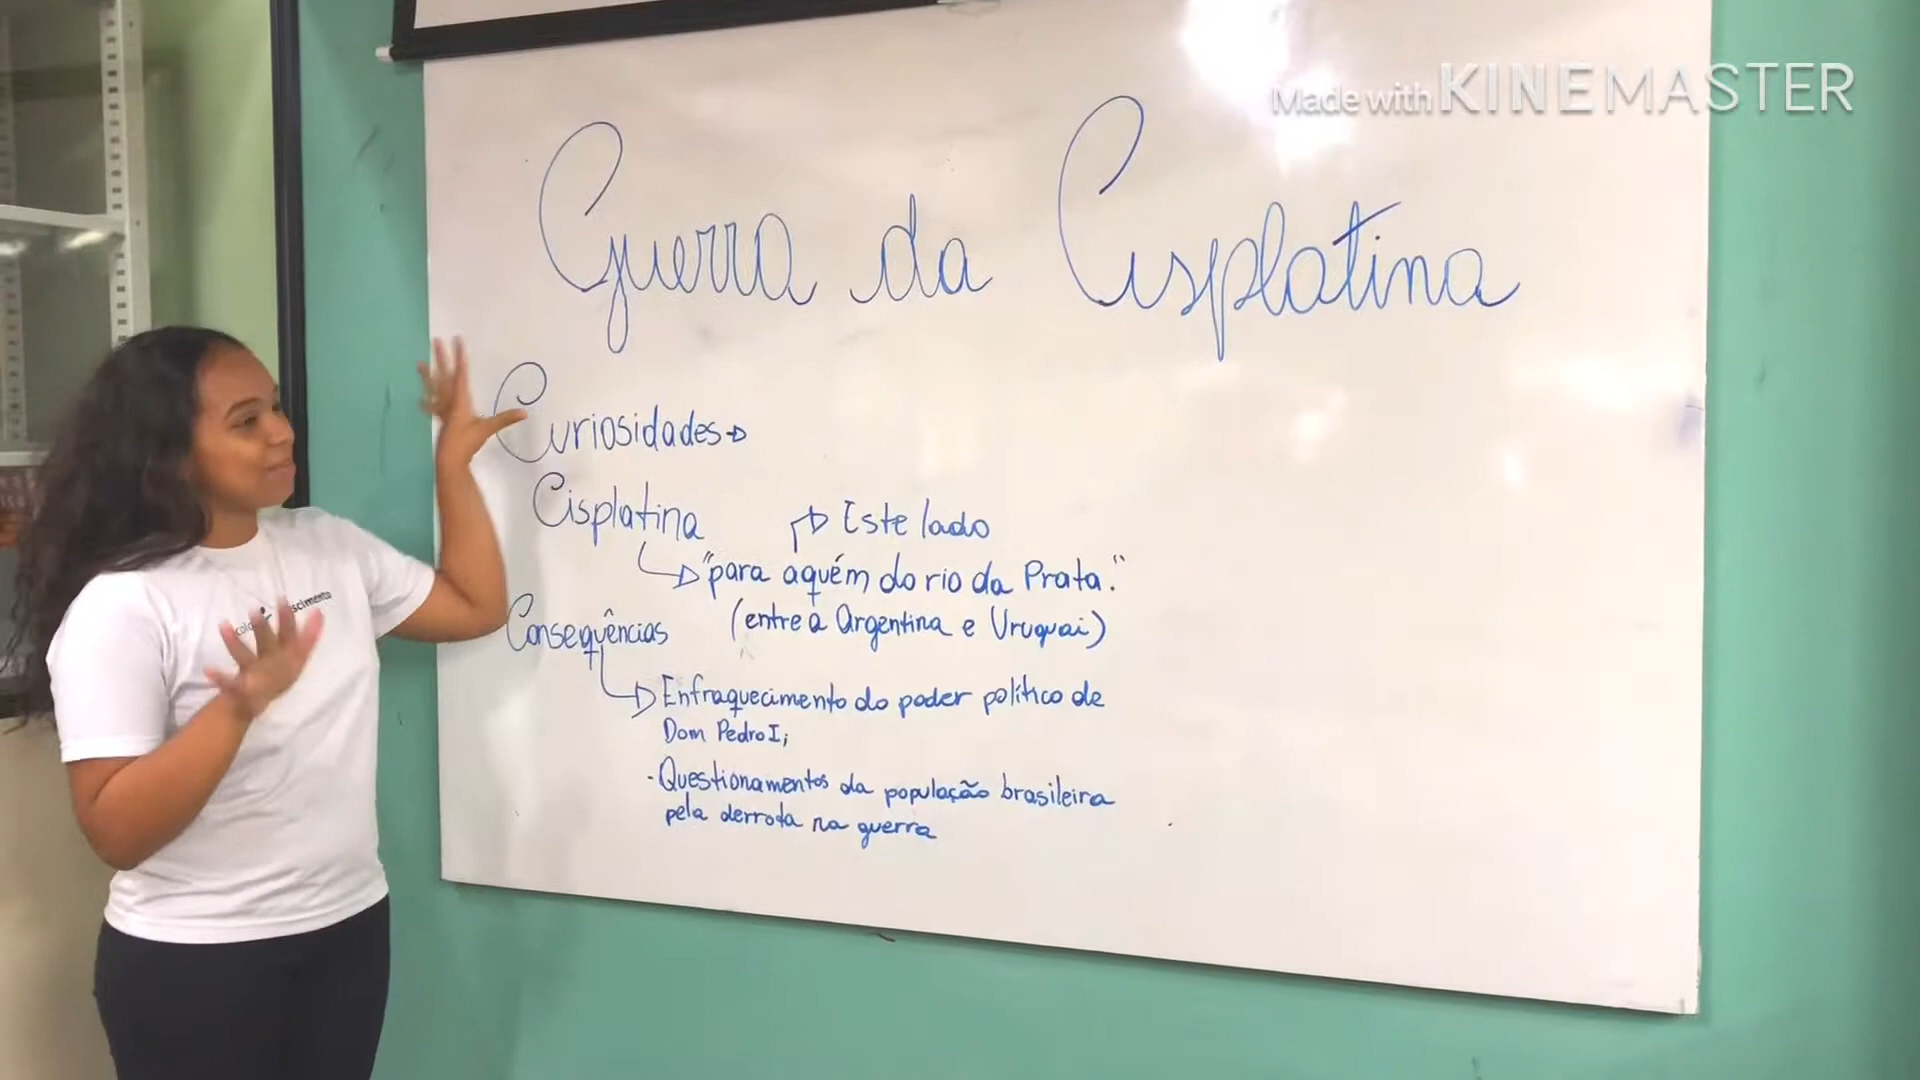 Made with KINEMASTER
Guerra da Cisplatina
Curiosidades
Cisplatina
Este lado
"para aquém do rio da Prata."
(entre a Argentina e Uruguai)
Consequências
Enfraquecimento do poder político de
Dom Pedro I;
- Questionamentos da população brasileira
pela derrota na guerra